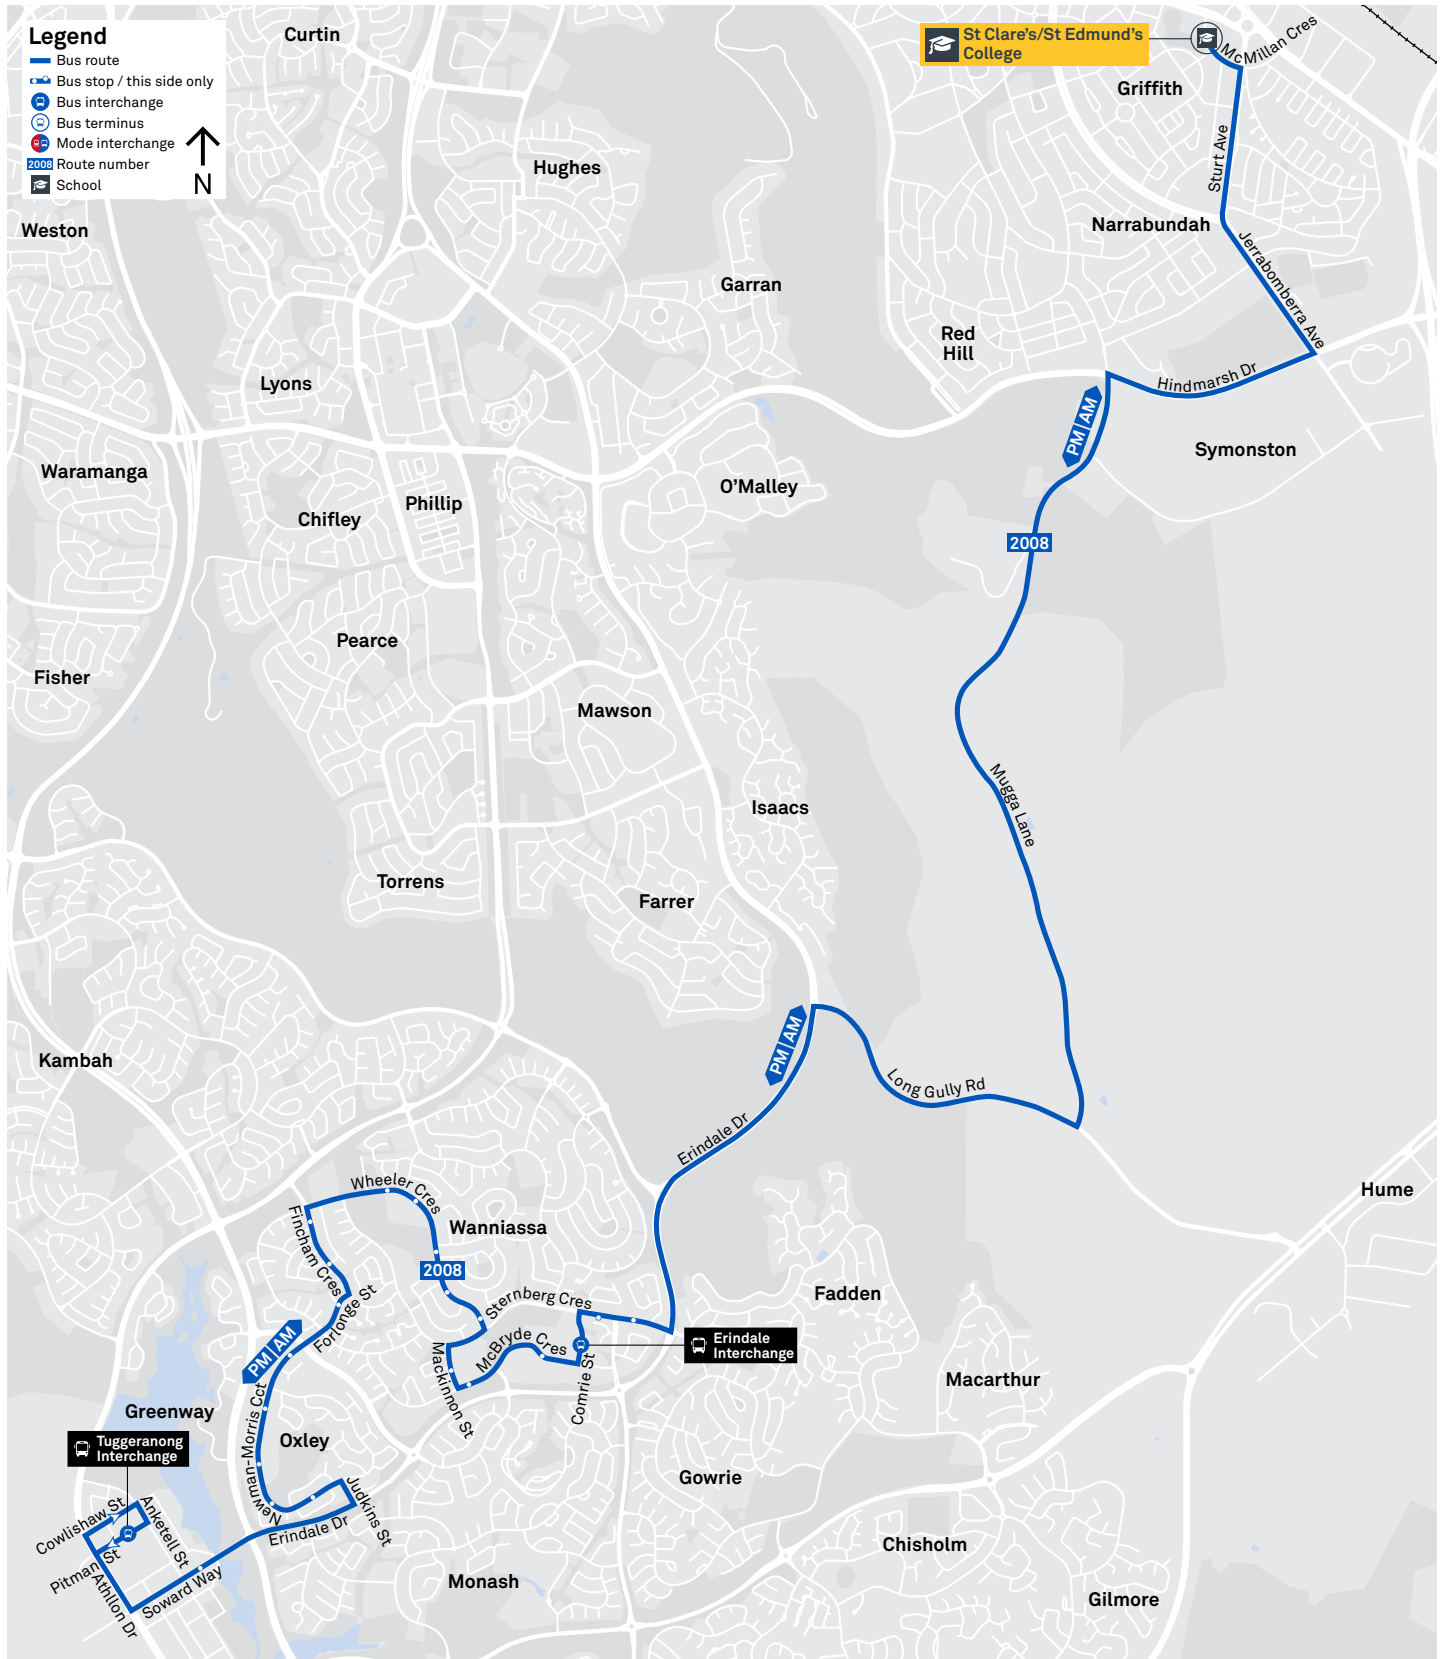 Legend
Bus route
Bus stop / this side only
Bus interchange
Bus terminus
Mode interchange
2008 Route number
School
N
Curtin
St Clare's/St Edmund's
College
McMillan Cres
Griffith
Sturt Ave
Hughes
Weston
Narrabundah
Jerrabomberra Ave
Garran
Red
Hill
Lyons
Hindmarsh Dr
PM | AM
Symonston
Waramanga
O'Malley
Phillip
Chifley
2008
Pearce
Fisher
Mawson
Mugga Lane
Isaacs
Torrens
Farrer
PM | AM
Kambah
Long Gully Rd
Erindale Dr
Wheeler Cres
Hume
Fincham Cres
Wanniassa
2008
Fadden
Sternberg Cres
Forlonge St
PM | AM
McBryde Cres
Erindale
Interchange
Mackinnon St
Comrie St
Macarthur
Greenway
Newman-Morris Cct
Oxley
Tuggeranong
Interchange
Gowrie
Judkins St
Cowlishaw St
Anketell St
Erindale Dr
Chisholm
Pitman St
Athllon Dr
Soward Way
Monash
Gilmore